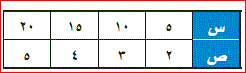 س ٥ ١٠ ١٥ ٢٠
ص ٢ ٣ ٤ ٥